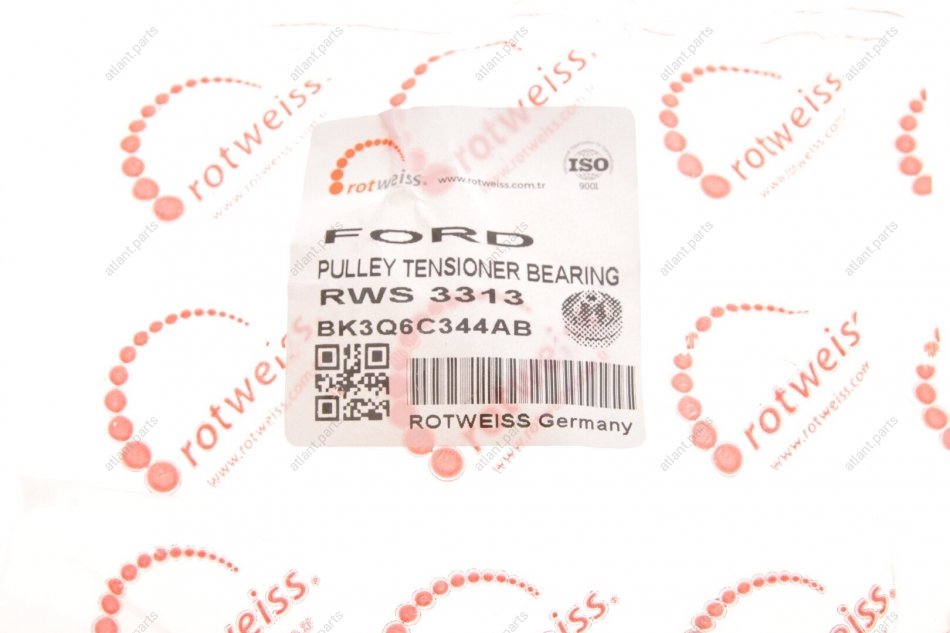 rotweiss®
www.rotweiss.com.tr
ISO
9001
FORD
PULLEY TENSIONER BEARING
RWS 3313
BK3Q6C344AB
ROTWEISS Germany
rotweiss.
www.rotweiss.com.tr
atlant.parts